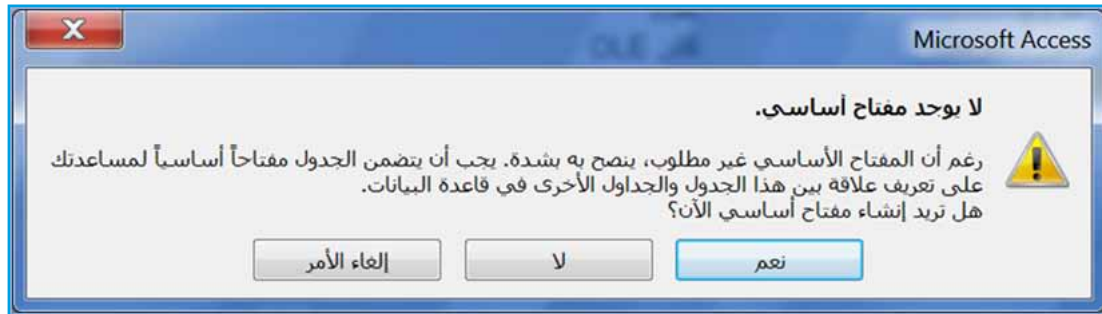 Microsoft Access
لا يوجد مفتاح أساسي.
رغم أن المفتاح الأساسي غير مطلوب، ينصح به بشدة. يجب أن يتضمن الجدول مفتاحاً أساسياً لمساعدتك
على تعريف علاقة بين هذا الجدول والجداول الأخرى في قاعدة البيانات.
هل تريد إنشاء مفتاح أساسي الآن؟
نعم
لا
إلغاء الأمر